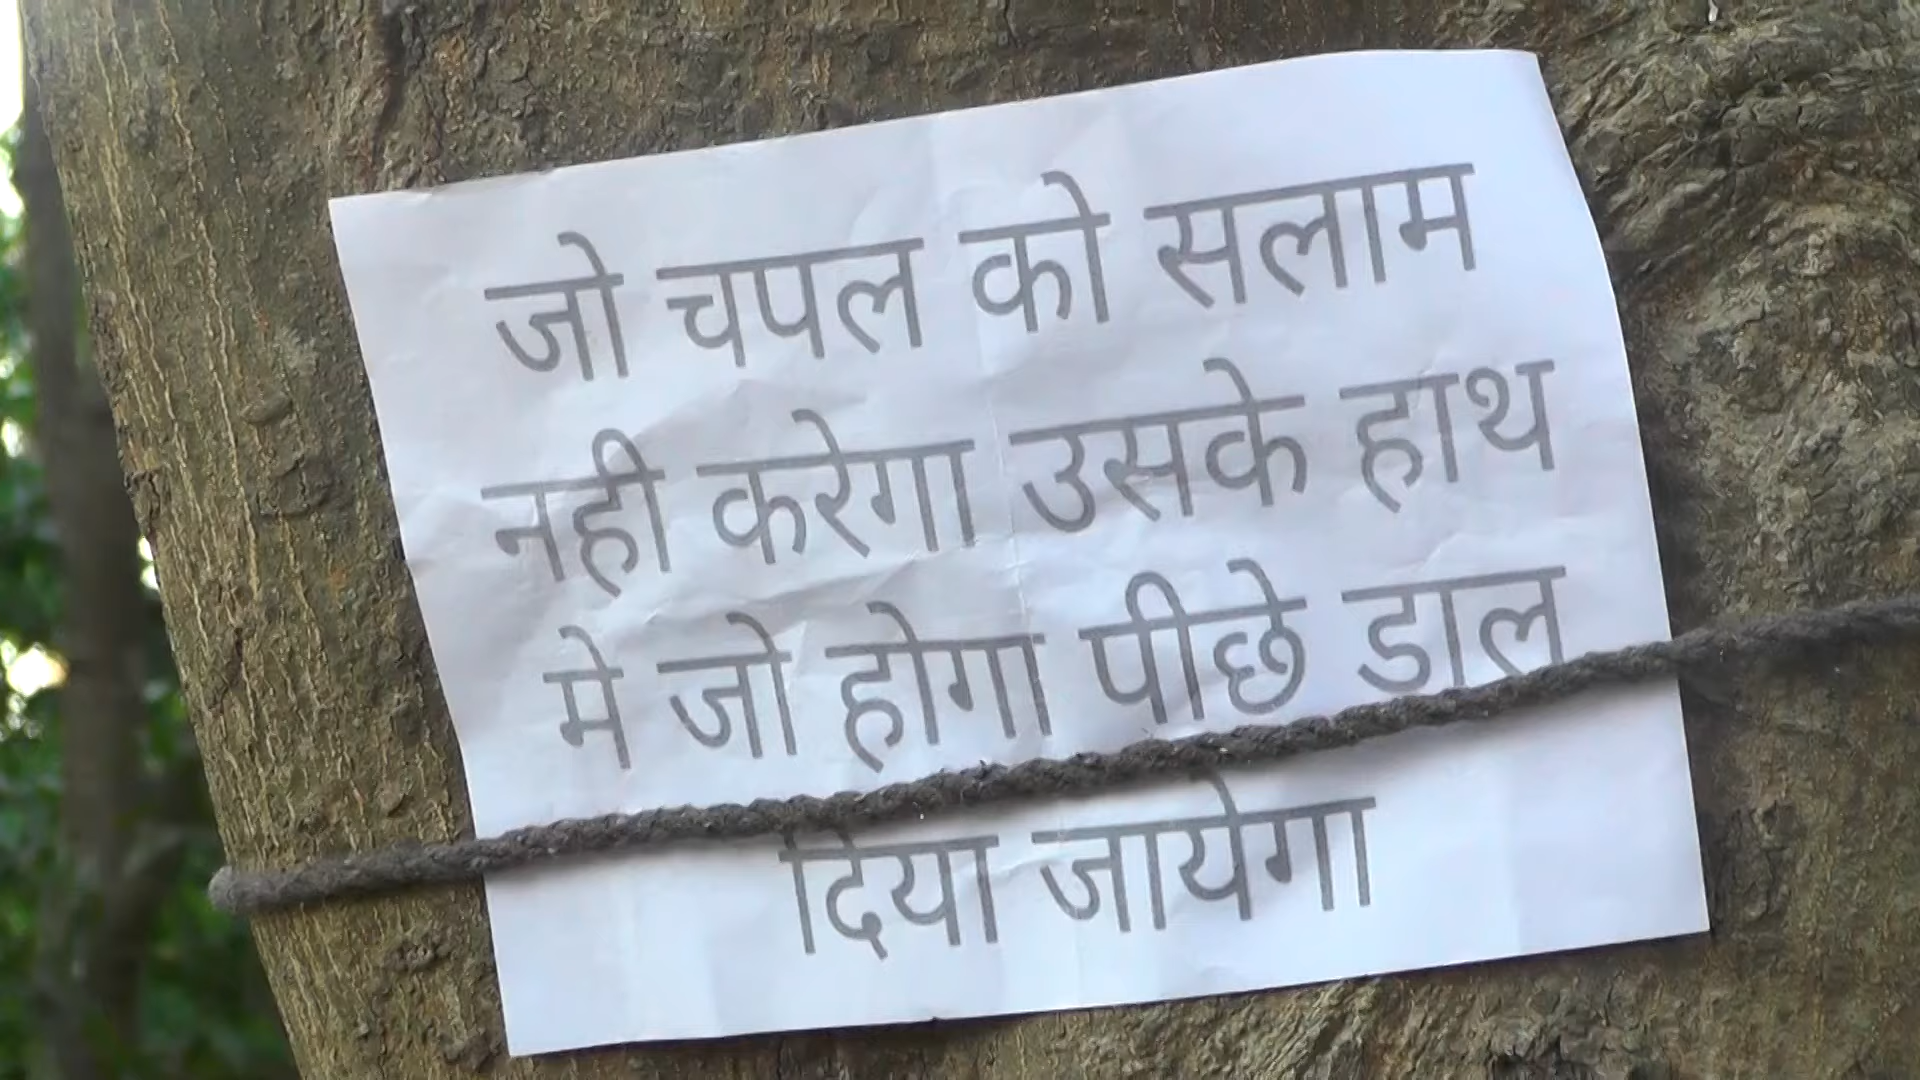 जो चपल को सलाम
नही करेगा उसके हाथ
मे जो होगा पीछे डाल
दिया जायेगा